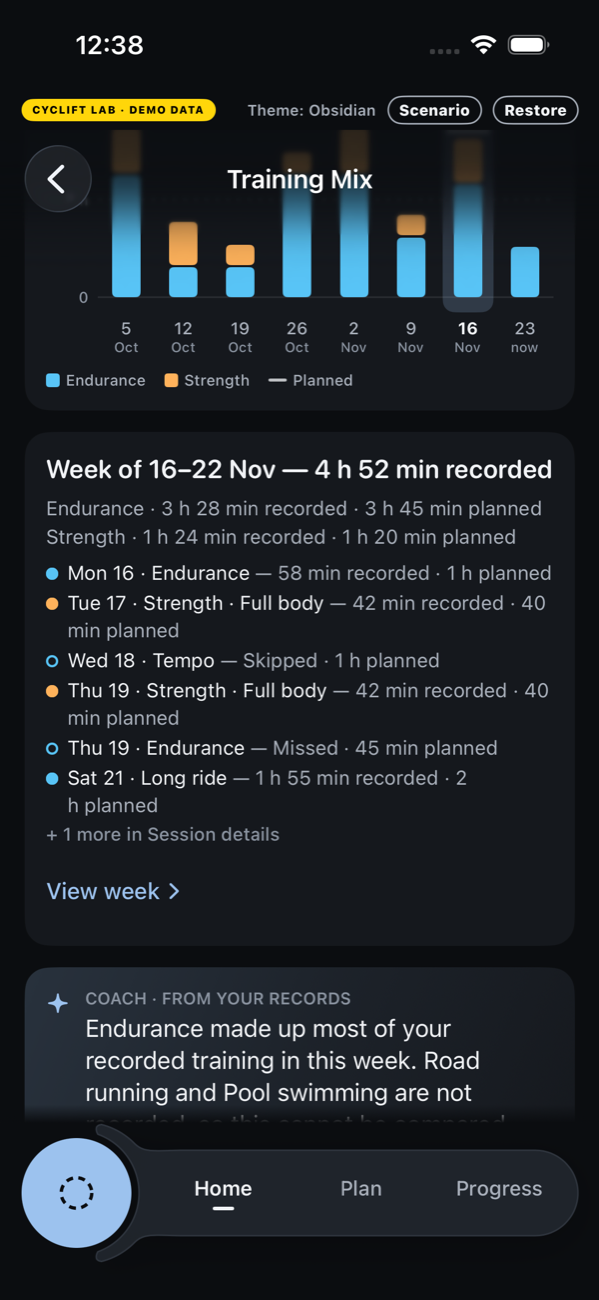 12:38
CYCLIFT LAB · DEMO DATA
Theme: Obsidian
Scenario
Restore
Training Mix
0
5 12 19 26 2 9 16 23
Oct Oct Oct Oct Nov Nov Nov now
Endurance Strength Planned
Week of 16–22 Nov — 4 h 52 min recorded
Endurance · 3 h 28 min recorded · 3 h 45 min planned
Strength · 1 h 24 min recorded · 1 h 20 min planned
Mon 16 · Endurance — 58 min recorded · 1 h planned
Tue 17 · Strength · Full body — 42 min recorded · 40
min planned
Wed 18 · Tempo — Skipped · 1 h planned
Thu 19 · Strength · Full body — 42 min recorded · 40
min planned
Thu 19 · Endurance — Missed · 45 min planned
Sat 21 · Long ride — 1 h 55 min recorded · 2
h planned
+ 1 more in Session details
View week
COACH · FROM YOUR RECORDS
Endurance made up most of your
recorded training in this week. Road
running and Pool swimming are not
recorded, so this cannot be compared
Home Plan Progress